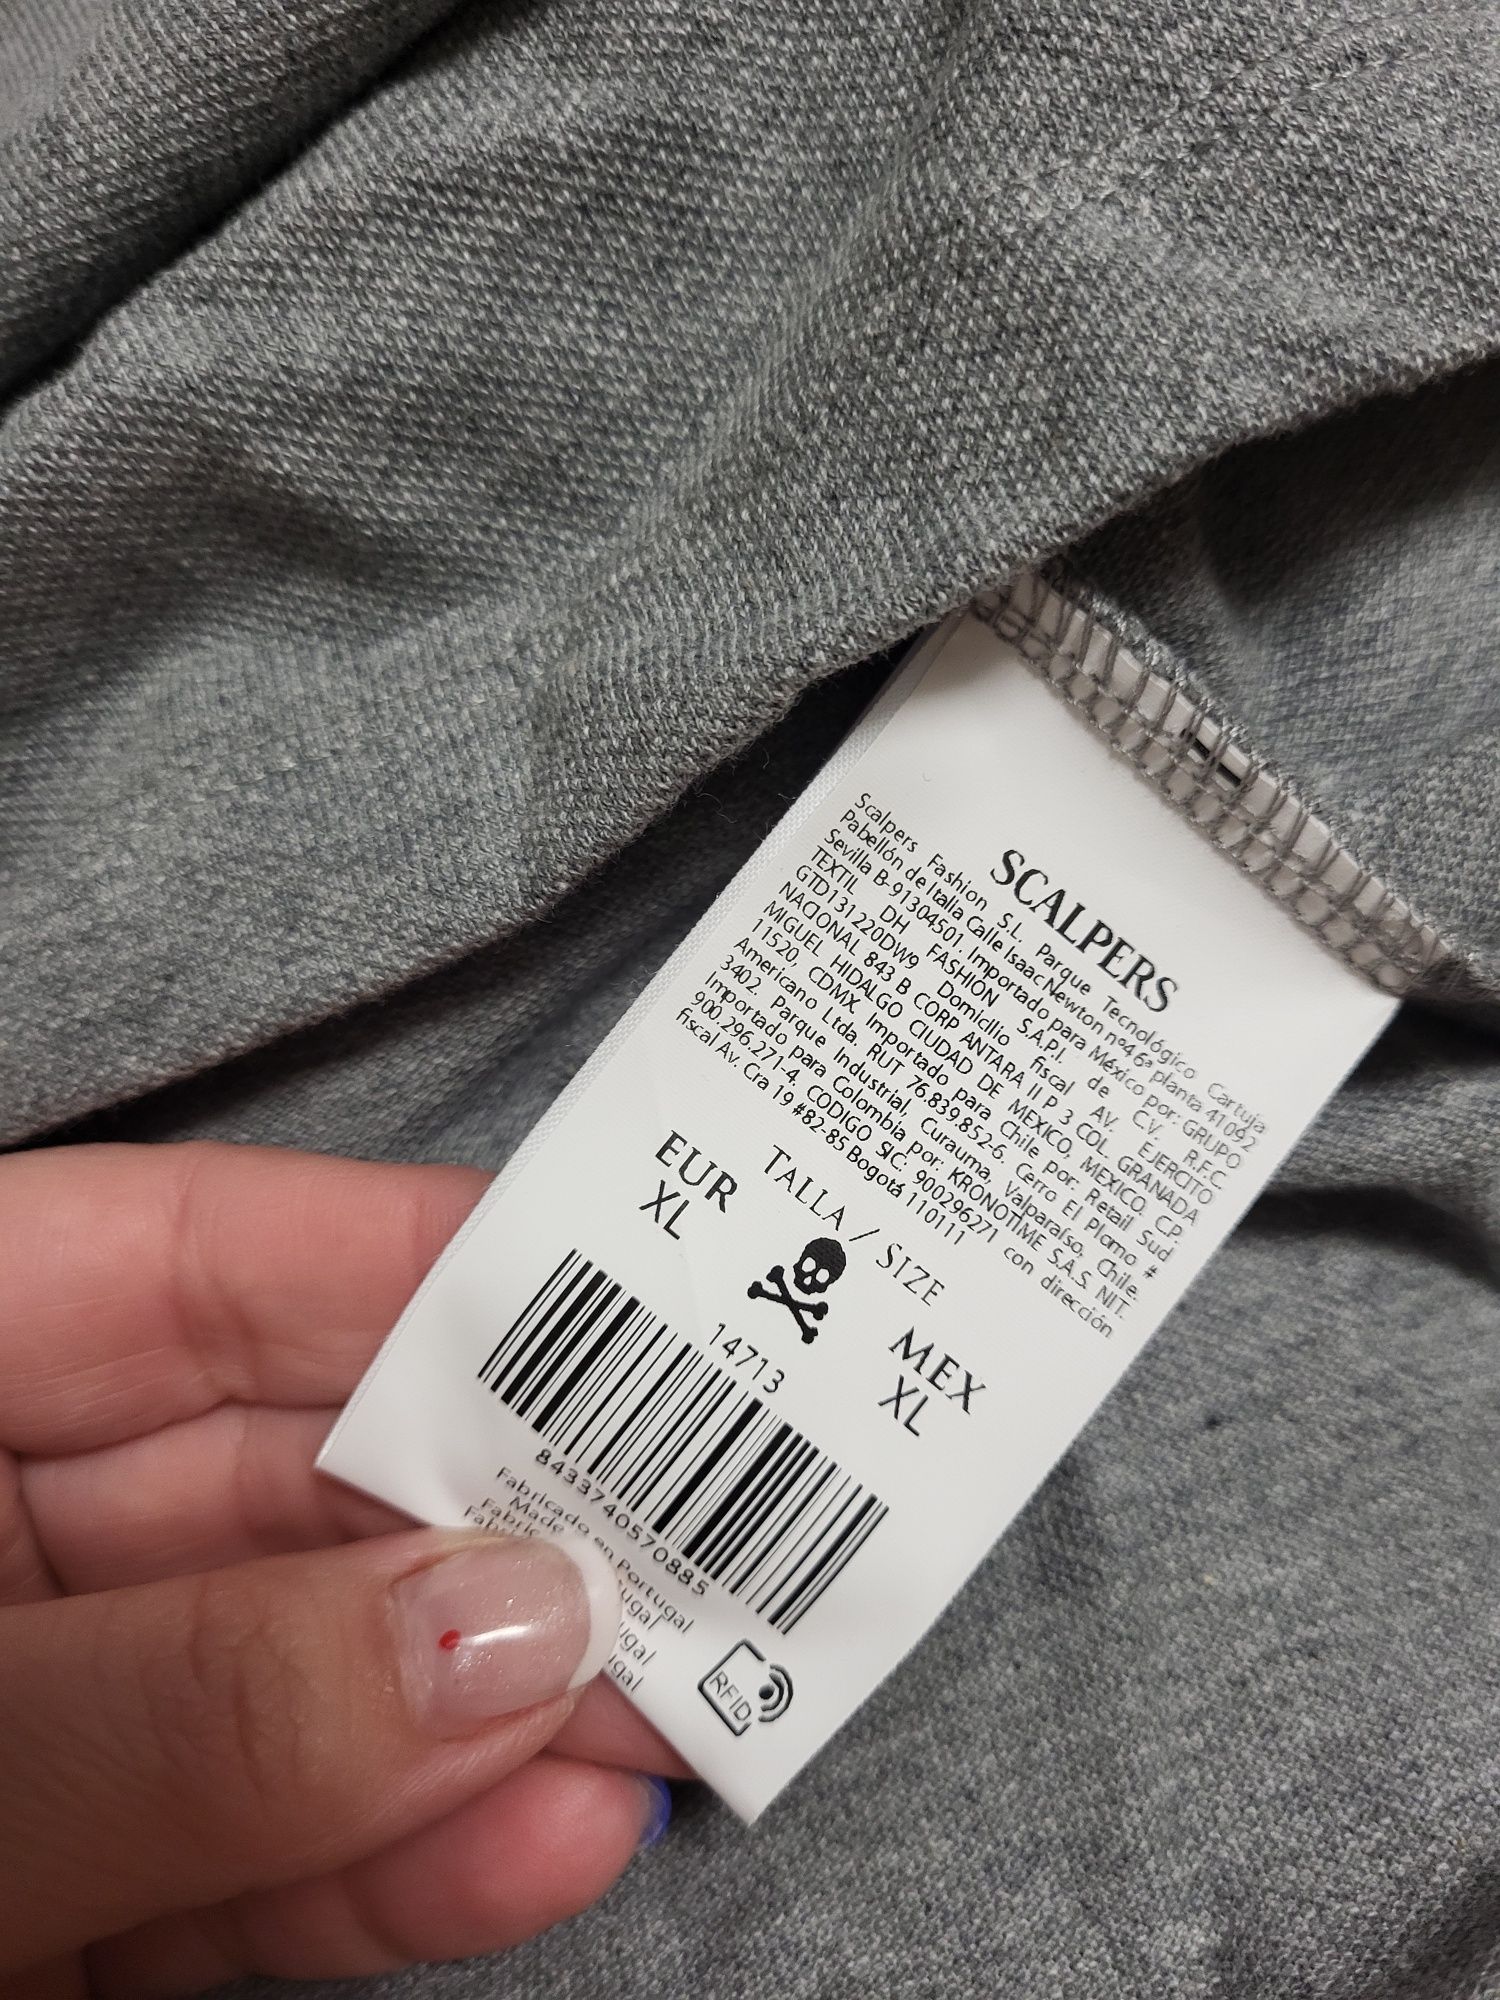 SCALPERS
Scalpers Fashion S.L. Parque Tecnológico Cartuja
Pabellón de Italia Calle Isaac Newton nº4 6ª planta 41092
Sevilla B-91304501. Importado para México por: GRUPO
TEXTIL DH FASHION S.A.P.I. de C.V. R.F.C.
GTD131220DW9 Domicilio fiscal AV. EJERCITO
NACIONAL 843 B CORP ANTARA II P 3 COL. GRANADA
MIGUEL HIDALGO CIUDAD DE MEXICO, MEXICO. C.P.
11520, CDMX. Importado para Chile por: Retail Sud
Americano Ltda. RUT 76.839.852-6. Cerro El Plomo #
3402. Parque Industrial, Curauma, Valparaíso, Chile.
Importado para Colombia por: KRONOTIME S.A.S. NIT.
900.296.271-4. CODIGO SIC: 900296271 con dirección
fiscal Av. Cra 19 #82-85 Bogotá 110111
TALLA / SIZE
EUR MEX
XL XL
14713
8433740570885
Fabricado en Portugal
Made
Fabric
RFID